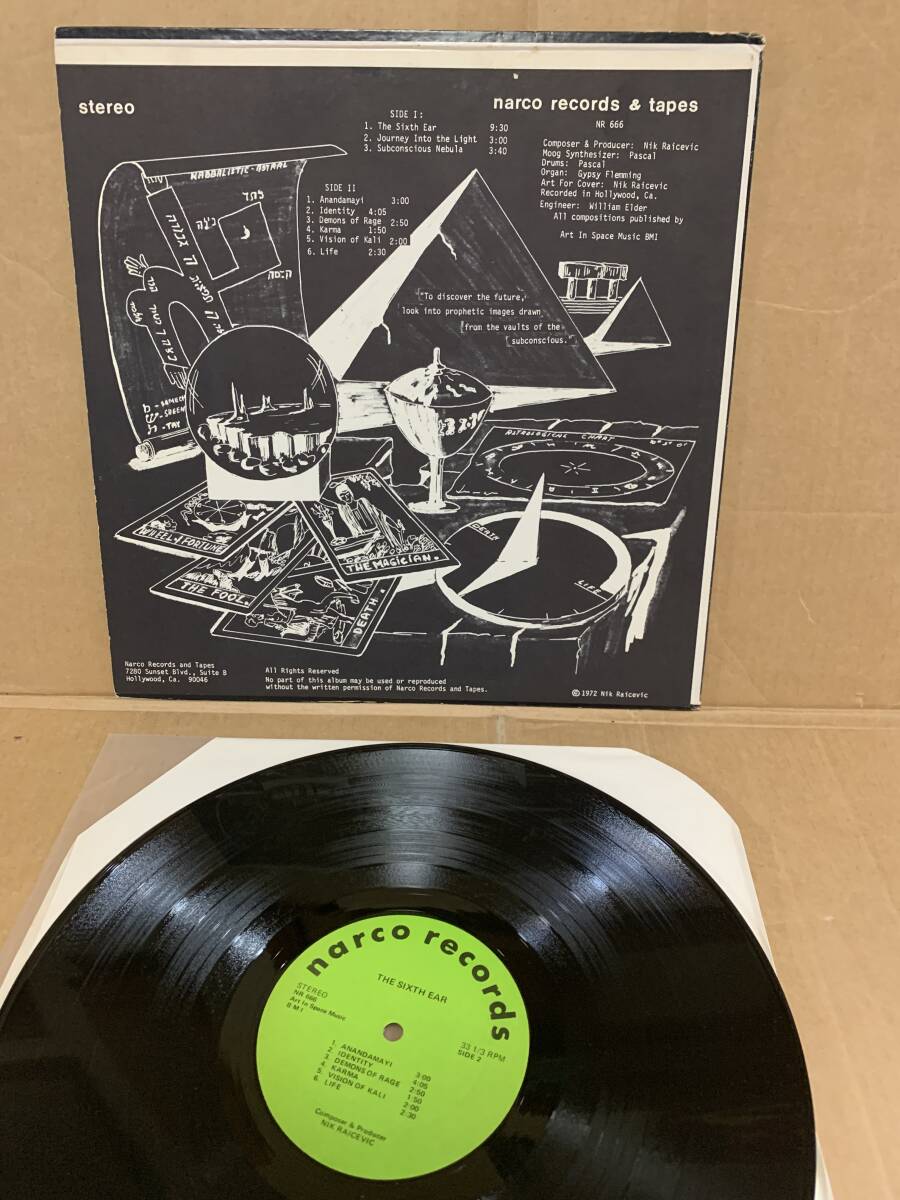 stereo
narco records & tapes
NR 666
SIDE I:
1. The Sixth Ear 9:30
2. Journey Into the Light 3:00
3. Subconscious Nebula 3:40
Composer & Producer: Nik Raicevic
Moog Synthesizer: Pascal
Drums: Pascal
Organ: Gypsy Flemming
Art For Cover: Nik Raicevic
Recorded in Hollywood, Ca.
Engineer: William Elder
All compositions published by
Art In Space Music BMI
SIDE II
1. Anandamayi 3:00
2. Identity 4:05
3. Demons of Rage 2:50
4. Karma 1:50
5. Vision of Kali 2:00
6. Life 2:30
"To discover the future,
look into prophetic images drawn
from the vaults of the
subconscious."
ASTROLOGICAL CHART
DEATH
LIFE
WHEEL of FORTUNE
THE MAGICIAN.
THE FOOL.
DEATH.
Narco Records and Tapes
7280 Sunset Blvd., Suite B
Hollywood, Ca. 90046
All Rights Reserved
No part of this album may be used or reproduced
without the written permission of Narco Records and Tapes.
© 1972 Nik Raicevic
narco records
THE SIXTH EAR
STEREO
NR 666
Art In Space Music
BMI
33 1/3 RPM
SIDE 2
1. ANANDAMAYI 3:00
2. IDENTITY 4:05
3. DEMONS OF RAGE 2:50
4. KARMA 1:50
5. VISION OF KALI 2:00
6. LIFE 2:30
Composer & Producer
NIK RAICEVIC